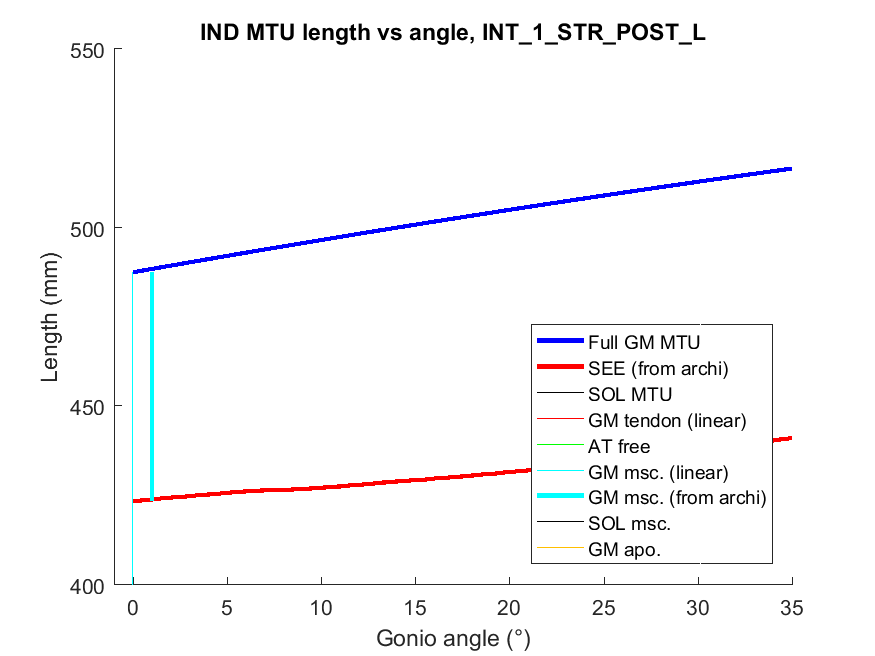 IND MTU length vs angle, INT_1_STR_POST_L
550
500
450
400
Length (mm)
Full GM MTU
SEE (from archi)
SOL MTU
GM tendon (linear)
AT free
GM msc. (linear)
GM msc. (from archi)
SOL msc.
GM apo.
0 5 10 15 20 25 30 35
Gonio angle (°)